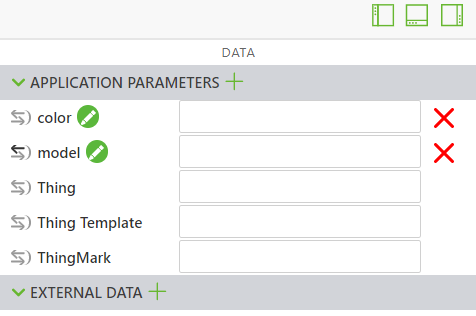 DATA
APPLICATION PARAMETERS
color
model
Thing
Thing Template
ThingMark
EXTERNAL DATA